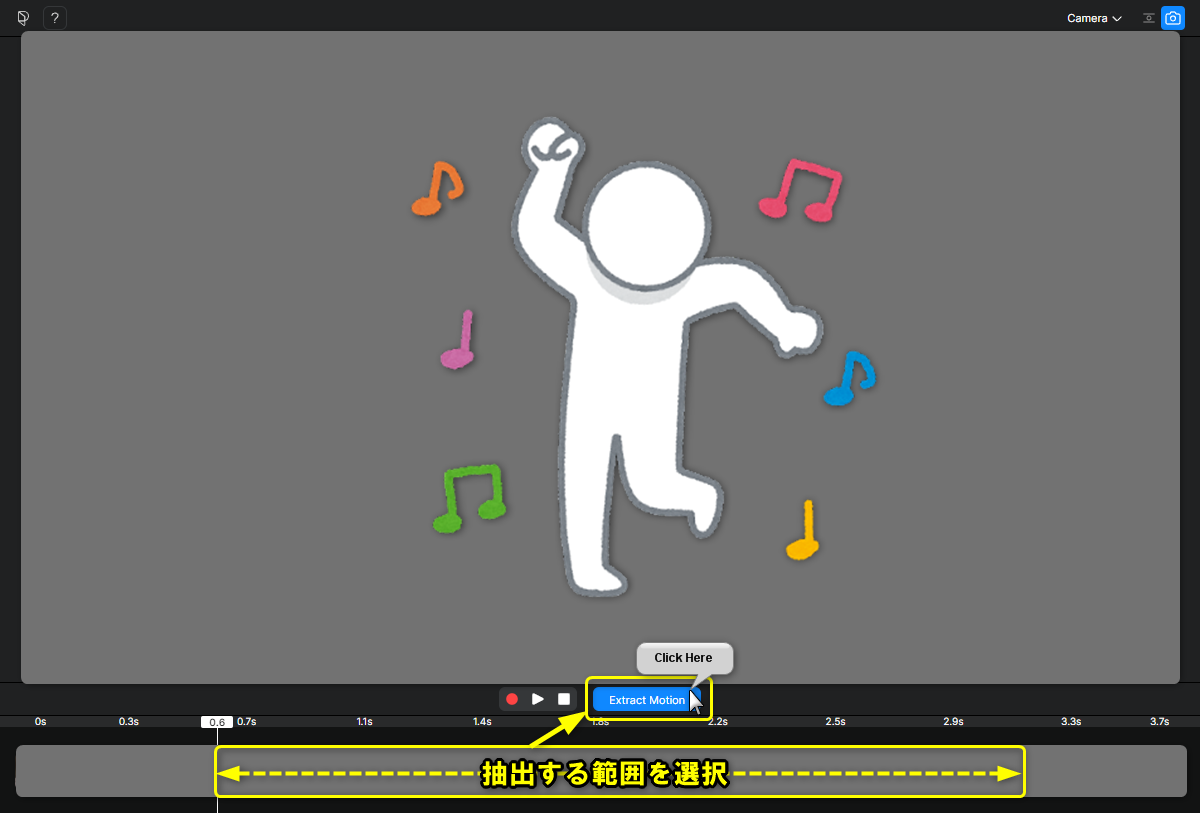 ?
Camera
Click Here
Extract Motion
0s 0.3s 0.6 0.7s 1.1s 1.4s 1.8s 2.2s 2.5s 2.9s 3.3s 3.7s
抽出する範囲を選択